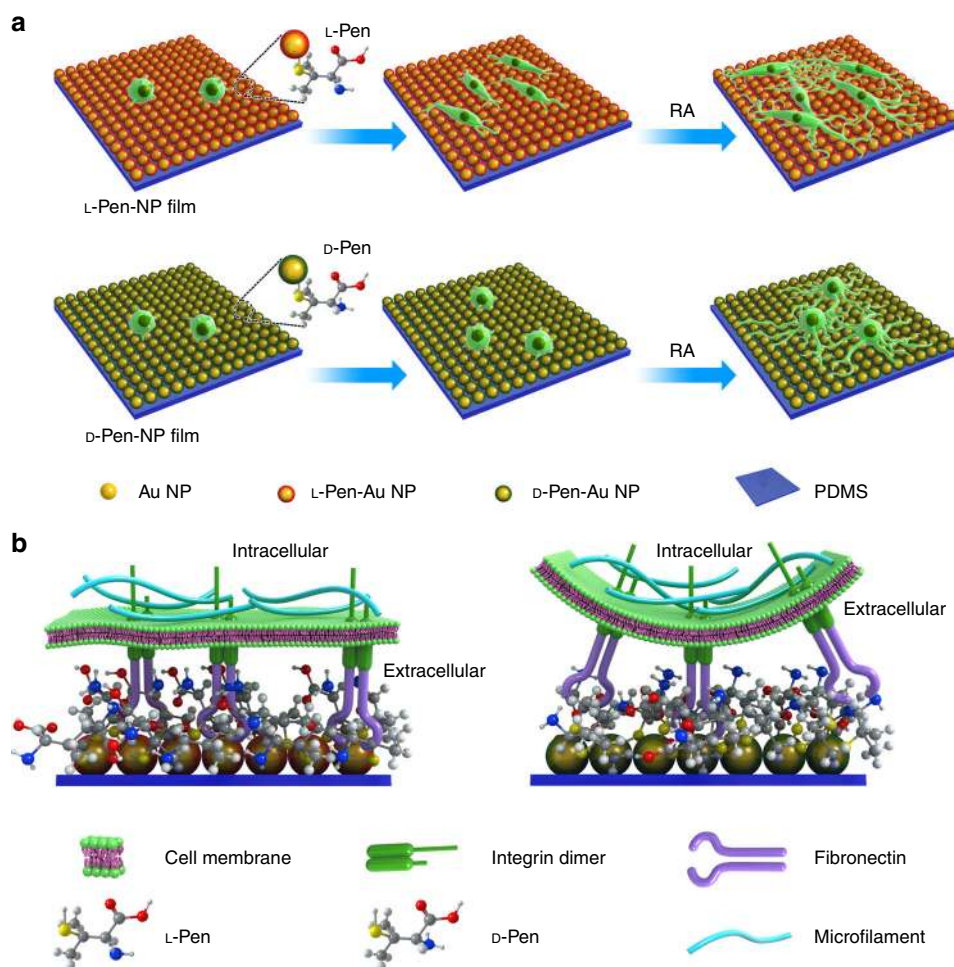 a
L-Pen
RA
L-Pen-NP film
D-Pen
RA
D-Pen-NP film
Au NP
L-Pen-Au NP
D-Pen-Au NP
PDMS
b
Intracellular
Extracellular
Intracellular
Extracellular
Cell membrane
Integrin dimer
Fibronectin
L-Pen
D-Pen
Microfilament